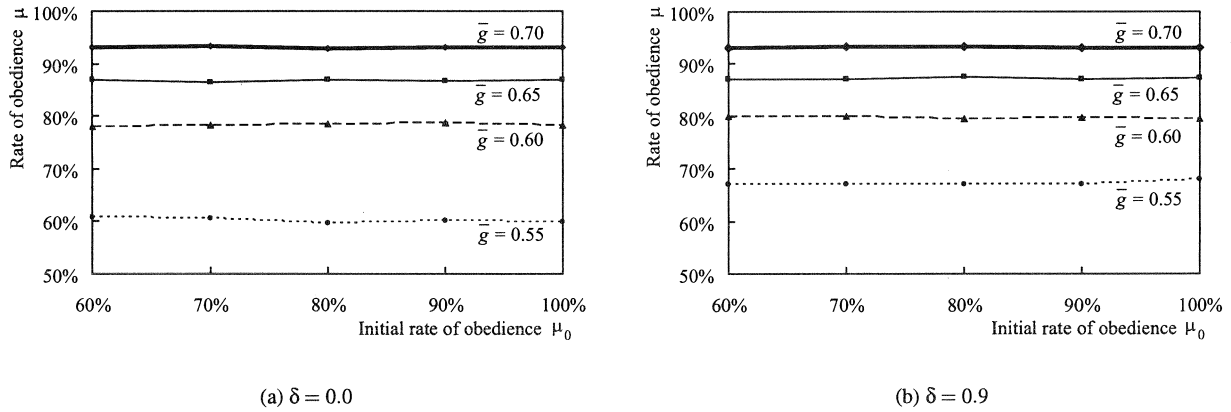 Rate of obedience μ
100%
90%
80%
70%
60%
50%
g̅ = 0.70
g̅ = 0.65
g̅ = 0.60
g̅ = 0.55
60% 70% 80% 90% 100%
Initial rate of obedience μ₀
(a) δ = 0.0
Rate of obedience μ
100%
90%
80%
70%
60%
50%
g̅ = 0.70
g̅ = 0.65
g̅ = 0.60
g̅ = 0.55
60% 70% 80% 90% 100%
Initial rate of obedience μ₀
(b) δ = 0.9